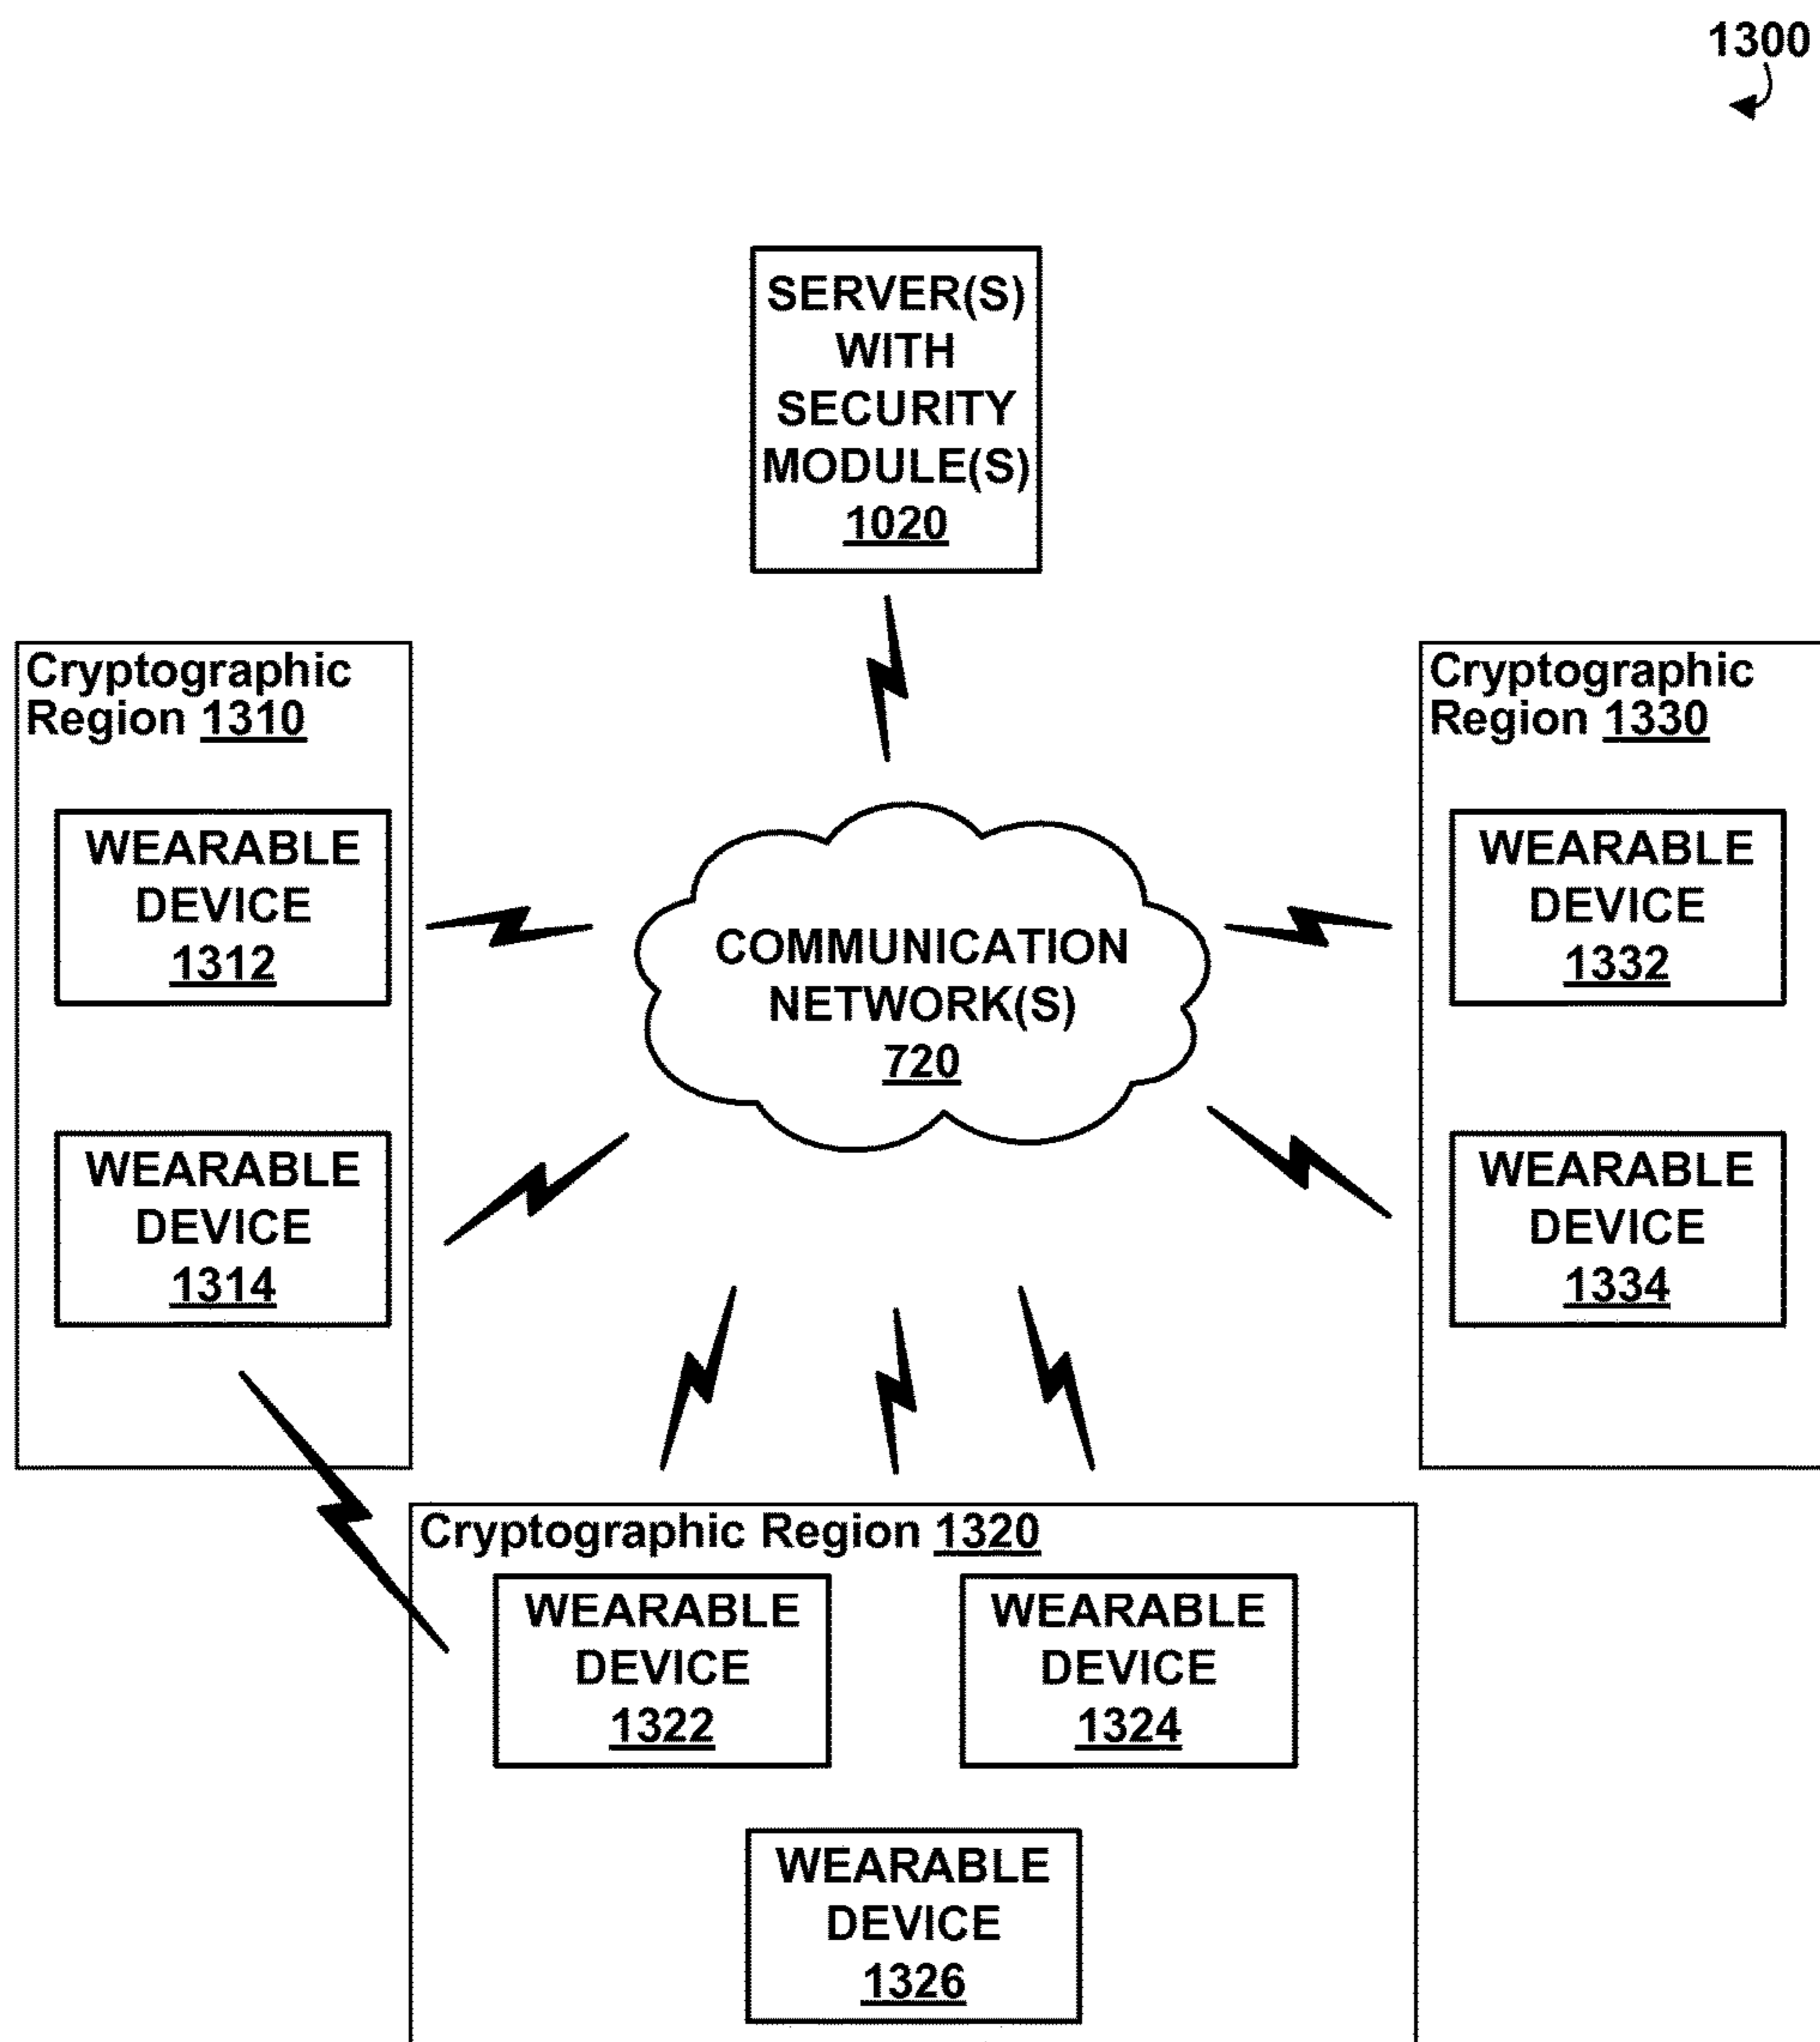 1300
SERVER(S)
WITH
SECURITY
MODULE(S)
1020
Cryptographic
Region 1310
WEARABLE
DEVICE
1312
WEARABLE
DEVICE
1314
COMMUNICATION
NETWORK(S)
720
Cryptographic
Region 1330
WEARABLE
DEVICE
1332
WEARABLE
DEVICE
1334
Cryptographic Region 1320
WEARABLE
DEVICE
1322
WEARABLE
DEVICE
1324
WEARABLE
DEVICE
1326